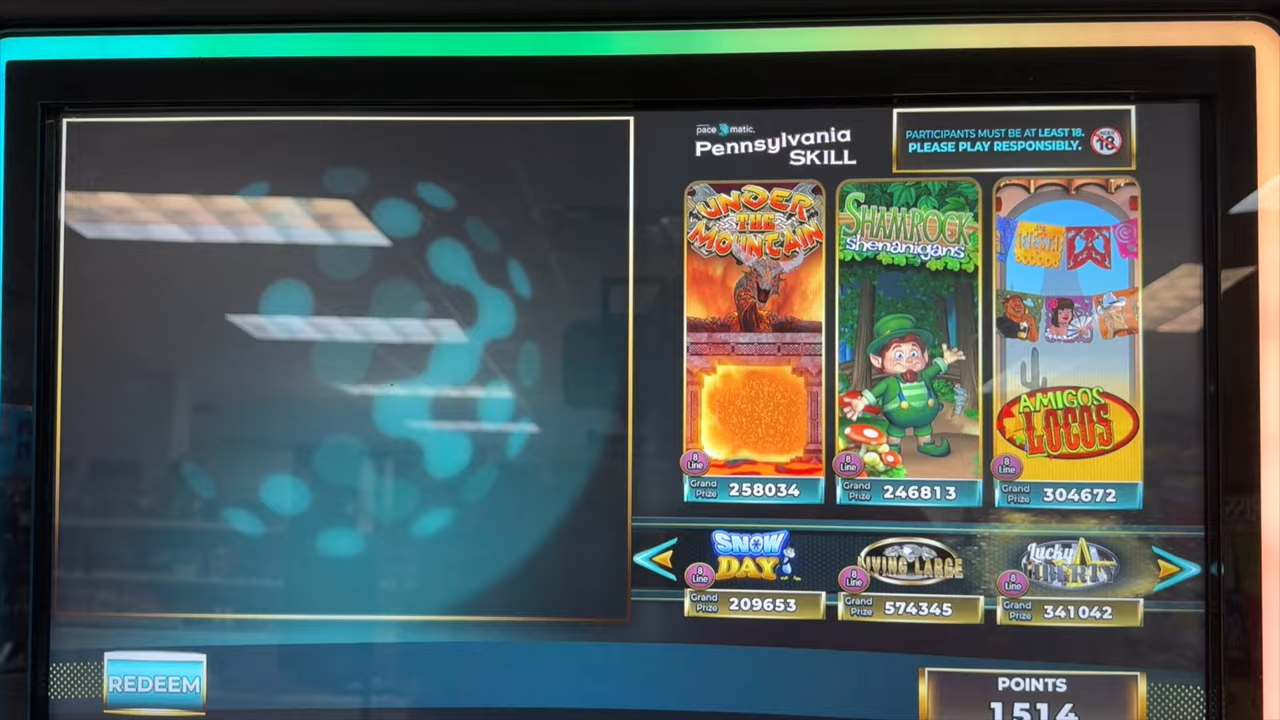 pace matic.
Pennsylvania
SKILL
PARTICIPANTS MUST BE AT LEAST 18.
PLEASE PLAY RESPONSIBLY.
18
UNDER
THE
MOUNTAIN
8
Line
Grand
Prize
258034
SHAMROCK
shenanigans
8
Line
Grand
Prize
246813
FIESTA
AMIGOS
LOCOS
8
Line
Grand
Prize
304672
SNOW
DAY
8
Line
Grand
Prize
209653
LIVING LARGE
8
Line
Grand
Prize
574345
Lucky
LIBERTY
8
Line
Grand
Prize
341042
REDEEM
POINTS
1514